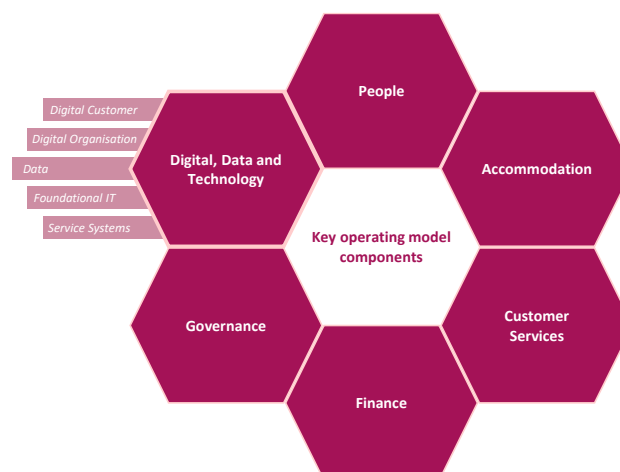 People
Digital Customer
Digital Organisation
Data
Foundational IT
Service Systems
Digital, Data and
Technology
Accommodation
Key operating model
components
Governance
Customer
Services
Finance